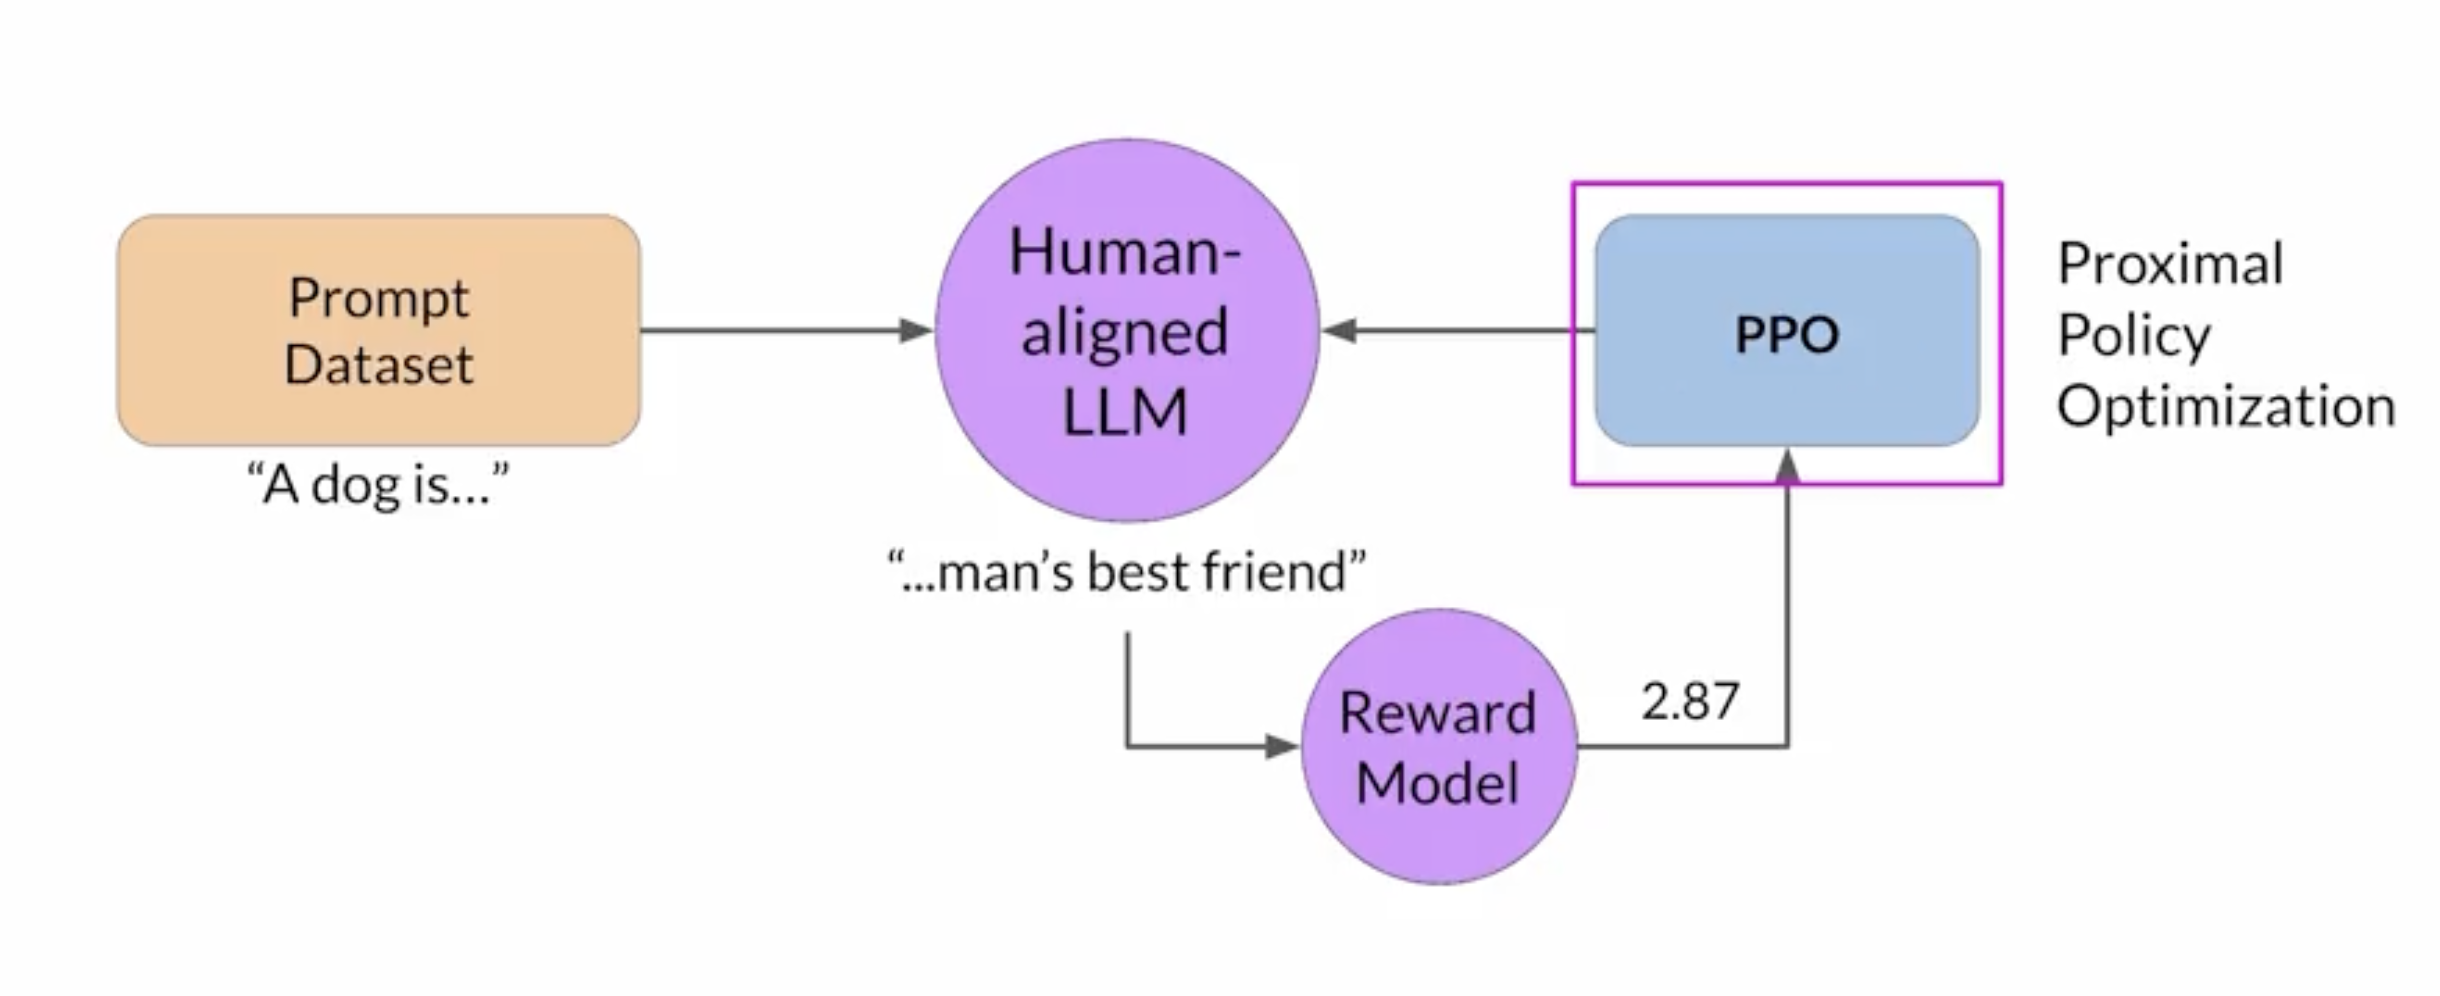 Prompt
Dataset
“A dog is...”
Human-
aligned
LLM
“...man’s best friend”
Reward
Model
2.87
PPO
Proximal
Policy
Optimization